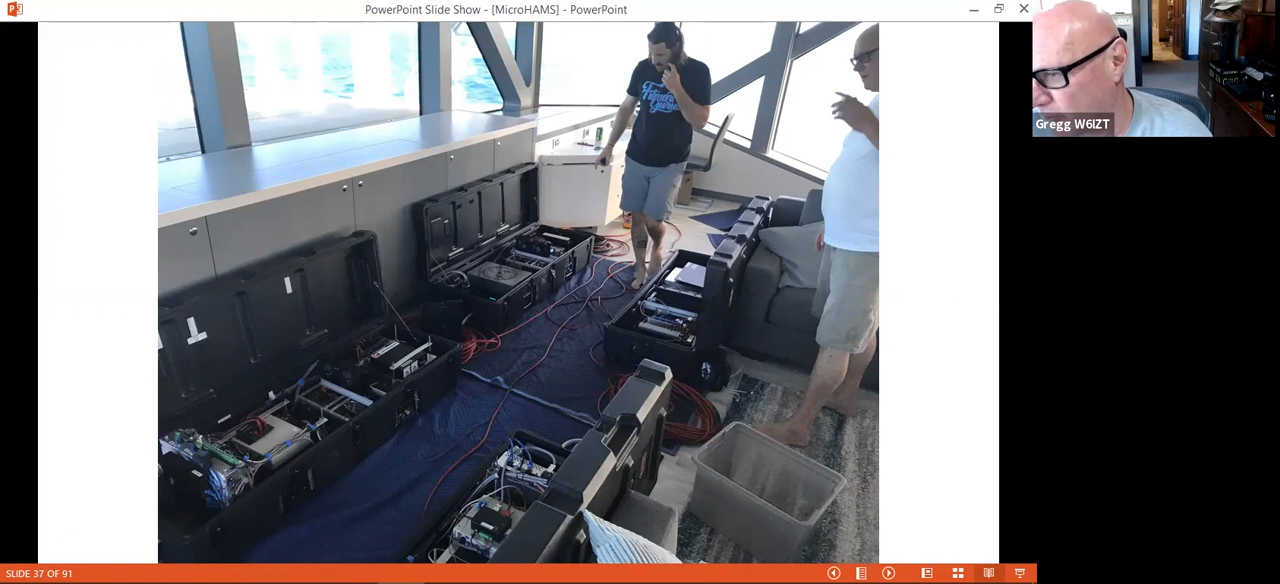 PowerPoint Slide Show - [MicroHAMS] - PowerPoint
Gregg W6IZT
SLIDE 37 OF 91